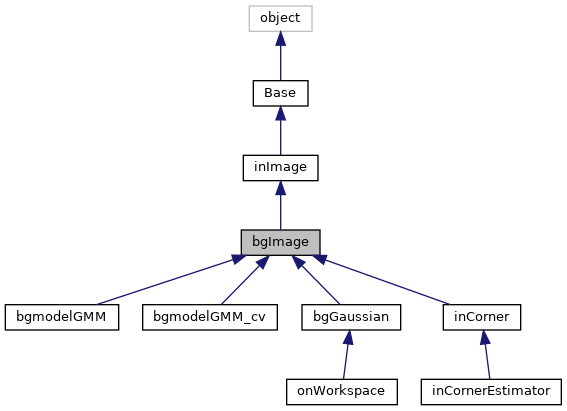 object
Base
inImage
bgImage
bgmodelGMM
bgmodelGMM_cv
bgGaussian
inCorner
onWorkspace
inCornerEstimator